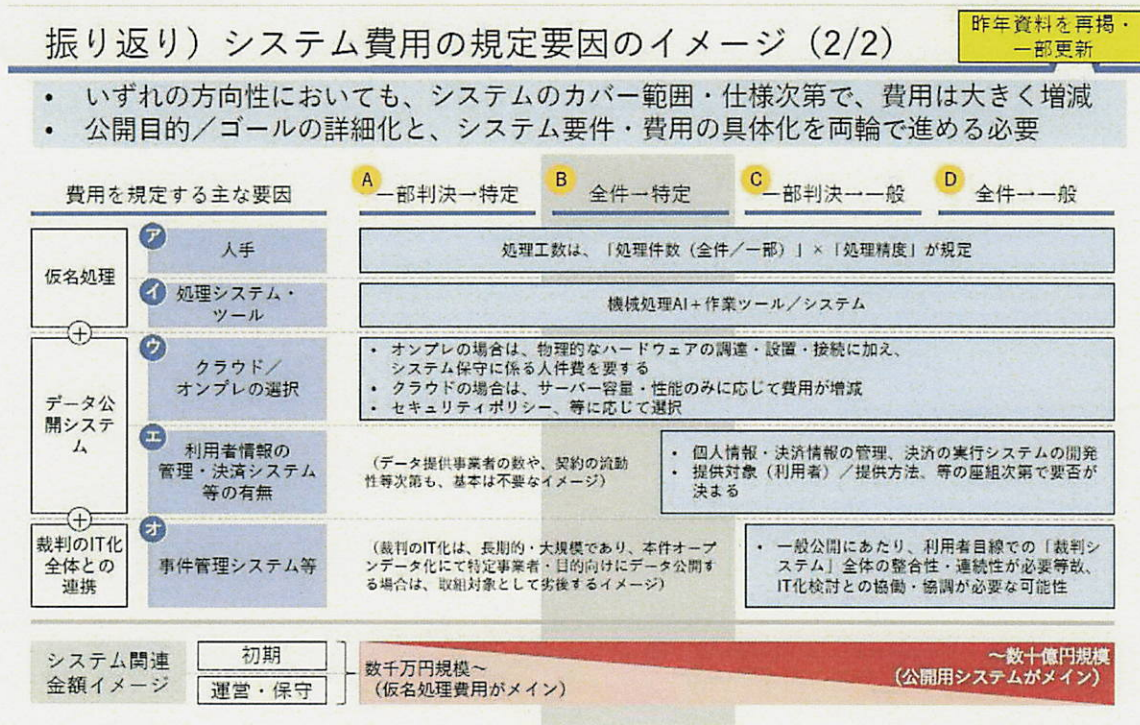 振り返り）システム費用の規定要因のイメージ（2/2）
昨年資料を再掲・
一部更新
• いずれの方向性においても、システムのカバー範囲・仕様次第で、費用は大きく増減
• 公開目的／ゴールの詳細化と、システム要件・費用の具体化を両輪で進める必要
費用を規定する主な要因
A 一部判決→特定
B 全件→特定
C 一部判決→一般
D 全件→一般
仮名処理
ア 人手
処理工数は、「処理件数（全件／一部）」×「処理精度」が規定
イ 処理システム・
ツール
機械処理AI＋作業ツール／システム
＋
データ公
開システ
ム
ウ クラウド／
オンプレの選択
• オンプレの場合は、物理的なハードウェアの調達・設置・接続に加え、
システム保守に係る人件費を要する
• クラウドの場合は、サーバー容量・性能のみに応じて費用が増減
• セキュリティポリシー、等に応じて選択
エ 利用者情報の
管理・決済システム
等の有無
（データ提供事業者の数や、契約の流動
性等次第も、基本は不要なイメージ）
• 個人情報・決済情報の管理、決済の実行システムの開発
• 提供対象（利用者）／提供方法、等の座組次第で要否が
決まる
＋
裁判のIT化
全体との
連携
オ 事件管理システム等
（裁判のIT化は、長期的・大規模であり、本件オープ
ンデータ化にて特定事業者・目的向けにデータ公開す
る場合は、取組対象として劣後するイメージ）
• 一般公開にあたり、利用者目線での「裁判シ
ステム」全体の整合性・連続性が必要等故、
IT化検討との協働・協調が必要な可能性
システム関連
金額イメージ
初期
運営・保守
数千万円規模～
（仮名処理費用がメイン）
～数十億円規模
（公開用システムがメイン）